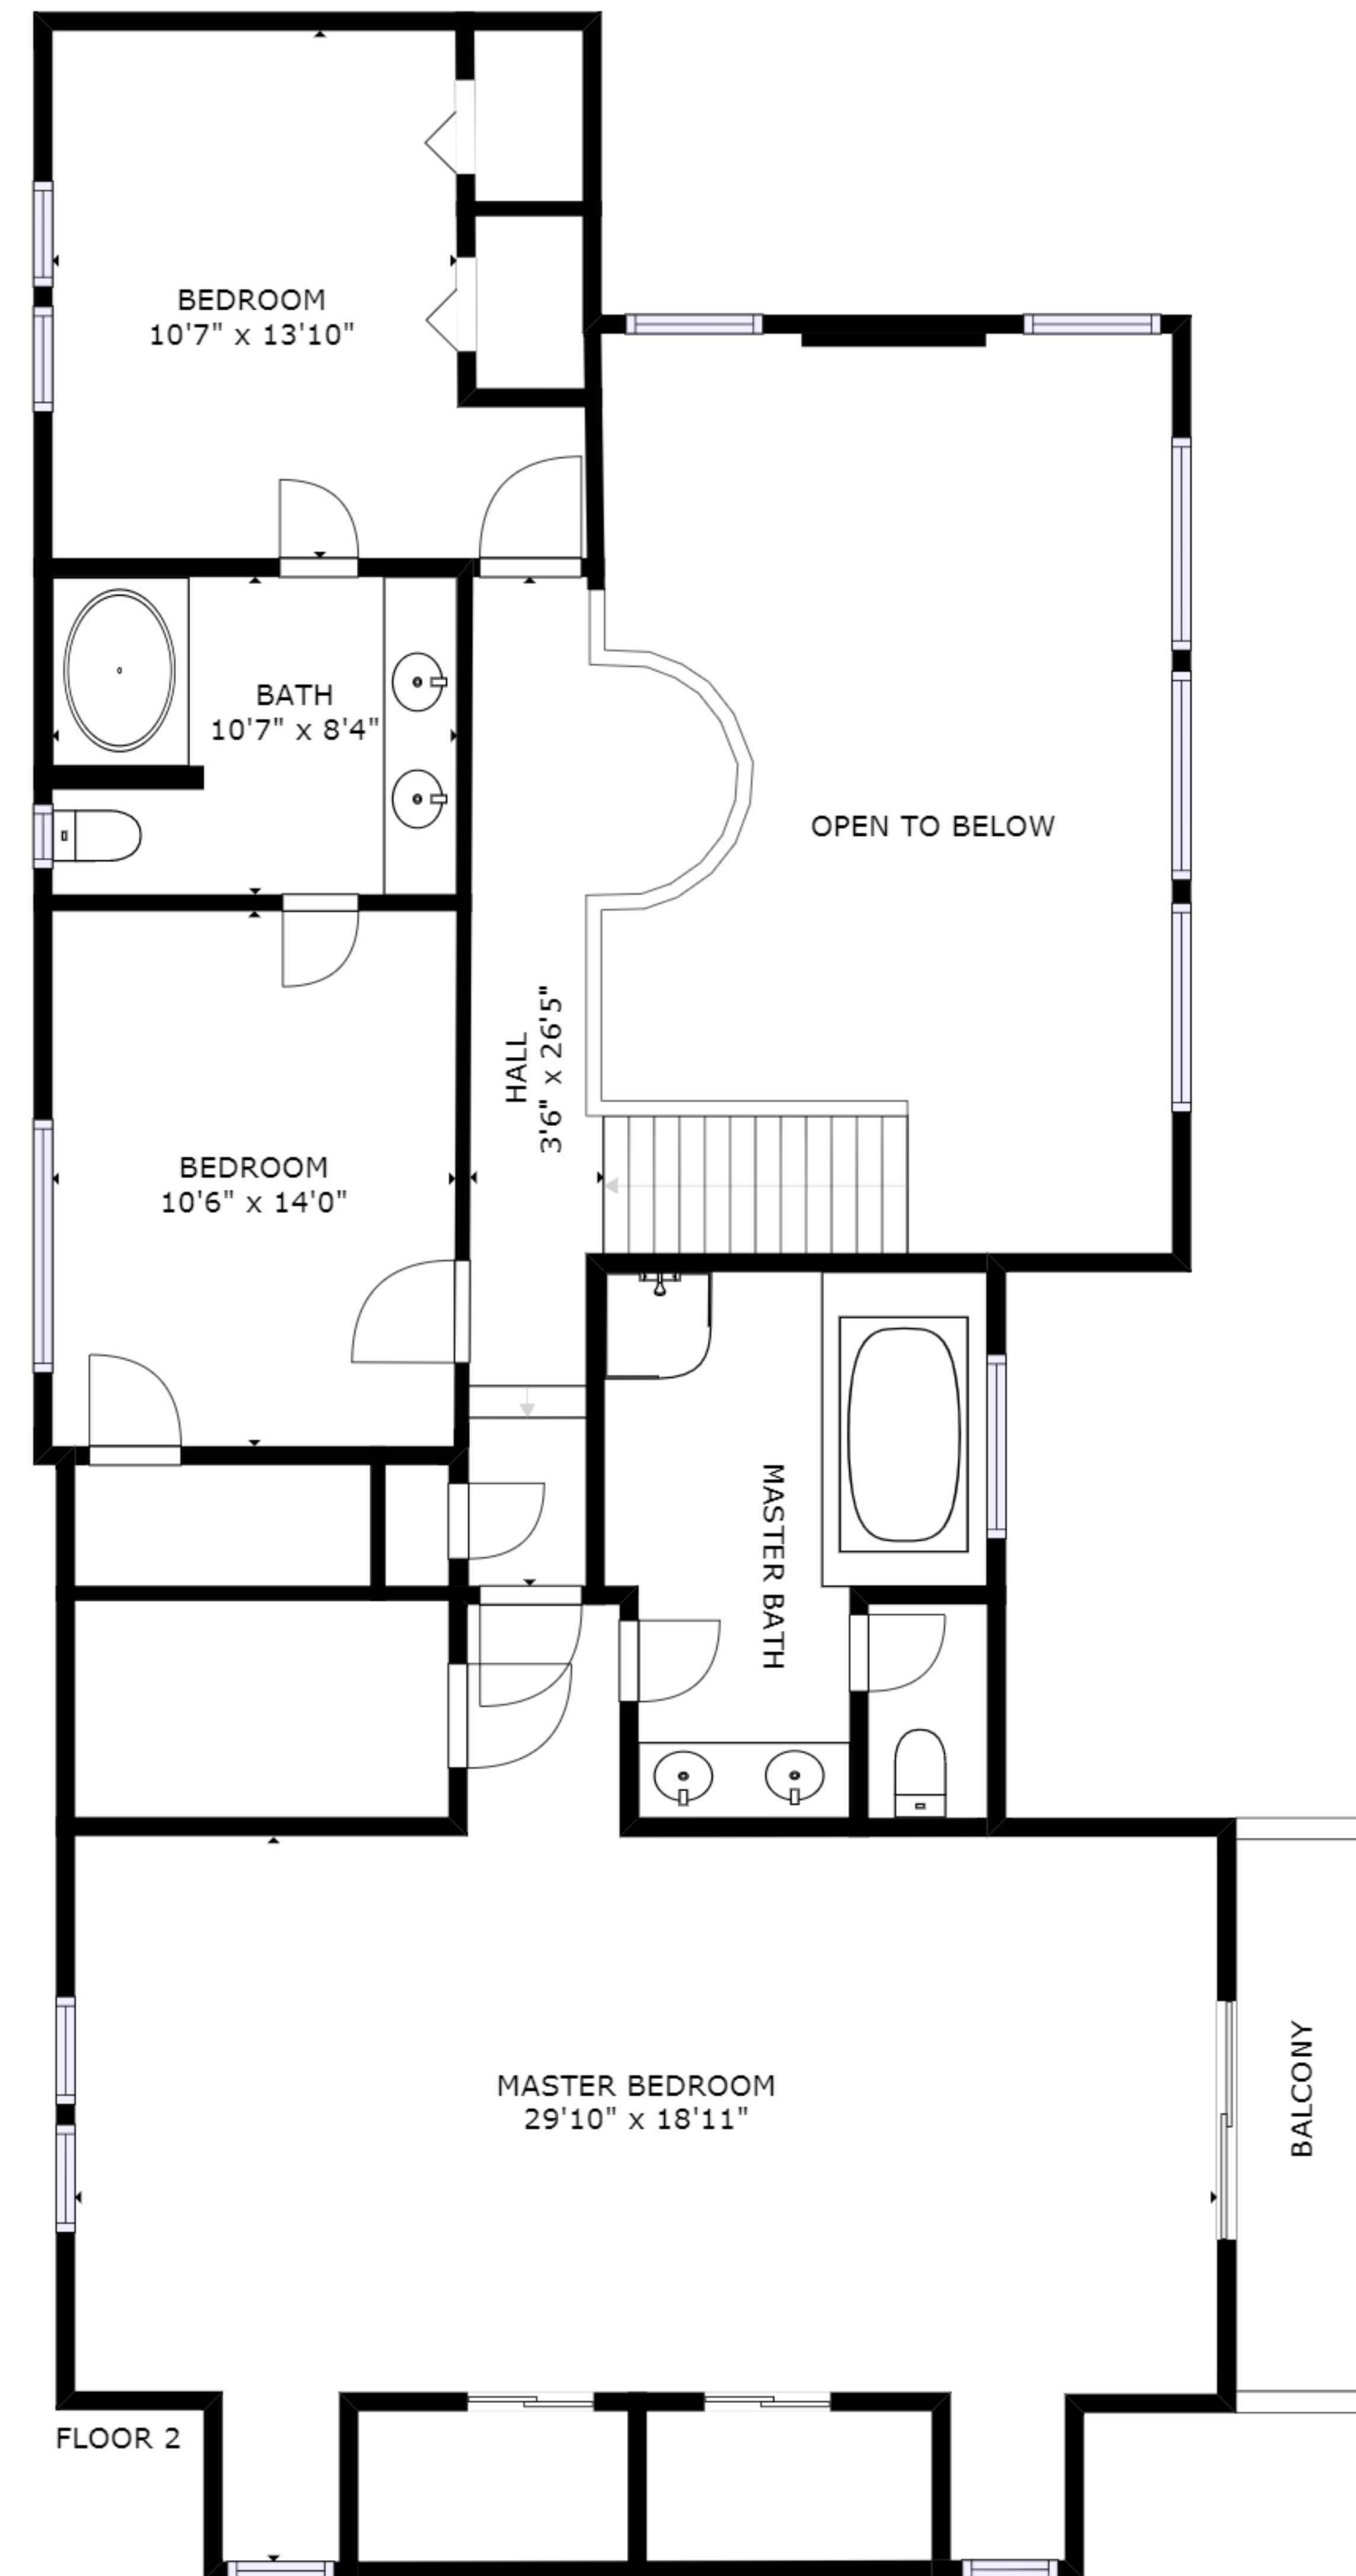 BEDROOM
10'7" x 13'10"
BATH
10'7" x 8'4"
OPEN TO BELOW
HALL
3'6" x 26'5"
BEDROOM
10'6" x 14'0"
MASTER BATH
MASTER BEDROOM
29'10" x 18'11"
BALCONY
FLOOR 2